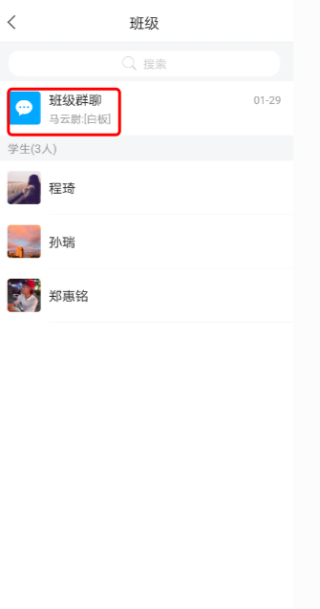 班级
搜索
班级群聊 01-29
马云尉:[白板]
学生(3人)
程琦
孙瑞
郑惠铭